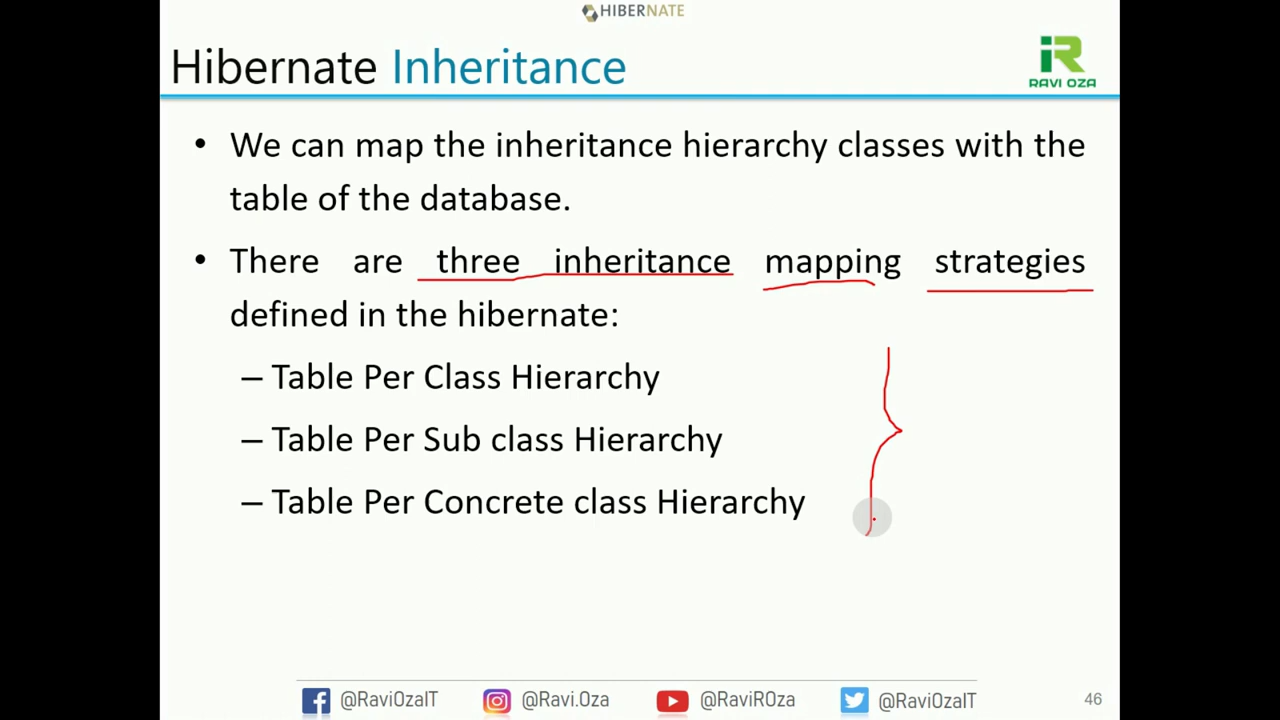 HIBERNATE
Hibernate Inheritance
iR
RAVI OZA
• We can map the inheritance hierarchy classes with the
table of the database.
• There are three inheritance mapping strategies
defined in the hibernate:
– Table Per Class Hierarchy
– Table Per Sub class Hierarchy
– Table Per Concrete class Hierarchy
@RaviOzaIT @Ravi.Oza @RaviROza @RaviOzaIT 46